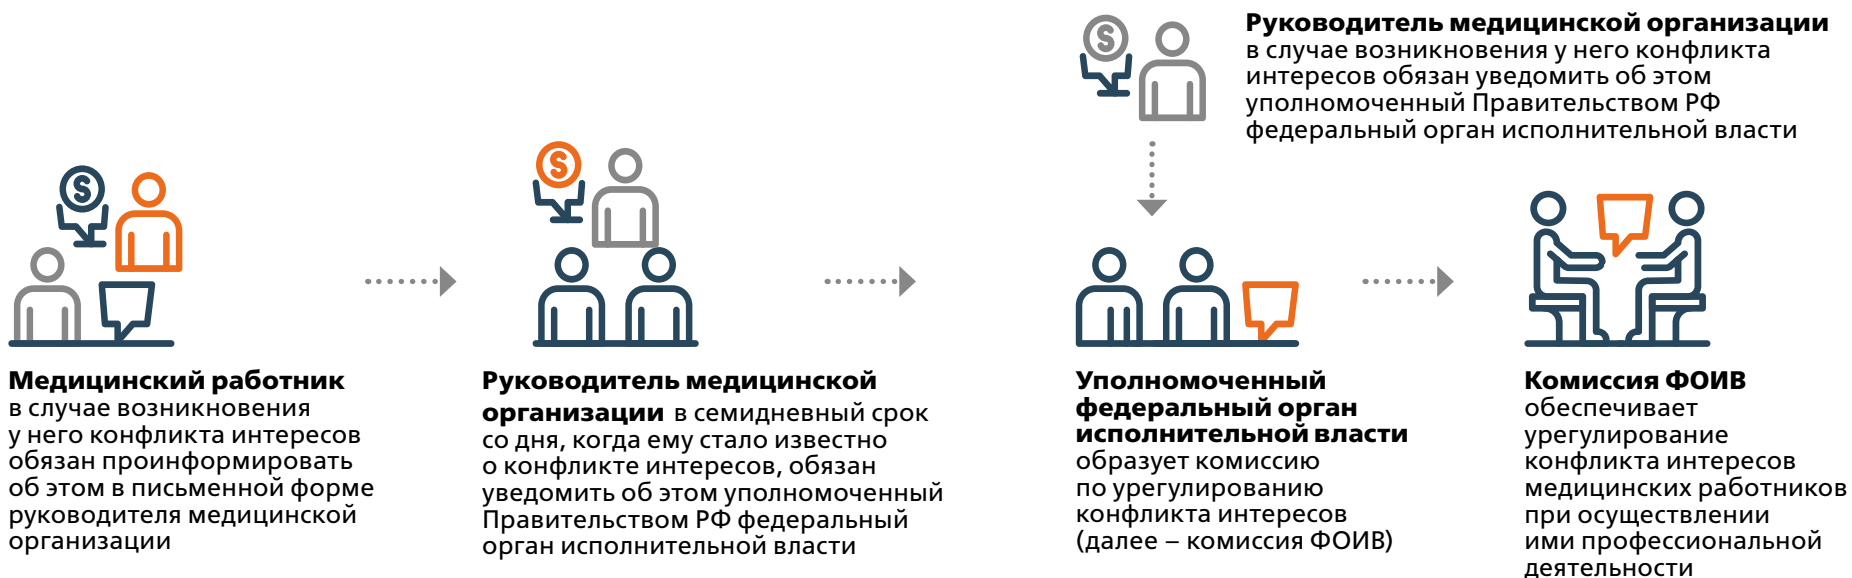 Руководитель медицинской организации
в случае возникновения у него конфликта
интересов обязан уведомить об этом
уполномоченный Правительством РФ
федеральный орган исполнительной власти
Медицинский работник
в случае возникновения
у него конфликта интересов
обязан проинформировать
об этом в письменной форме
руководителя медицинской
организации
Руководитель медицинской
организации в семидневный срок
со дня, когда ему стало известно
о конфликте интересов, обязан
уведомить об этом уполномоченный
Правительством РФ федеральный
орган исполнительной власти
Уполномоченный
федеральный орган
исполнительной власти
образует комиссию
по урегулированию
конфликта интересов
(далее – комиссия ФОИВ)
Комиссия ФОИВ
обеспечивает
урегулирование
конфликта интересов
медицинских работников
при осуществлении
ими профессиональной
деятельности